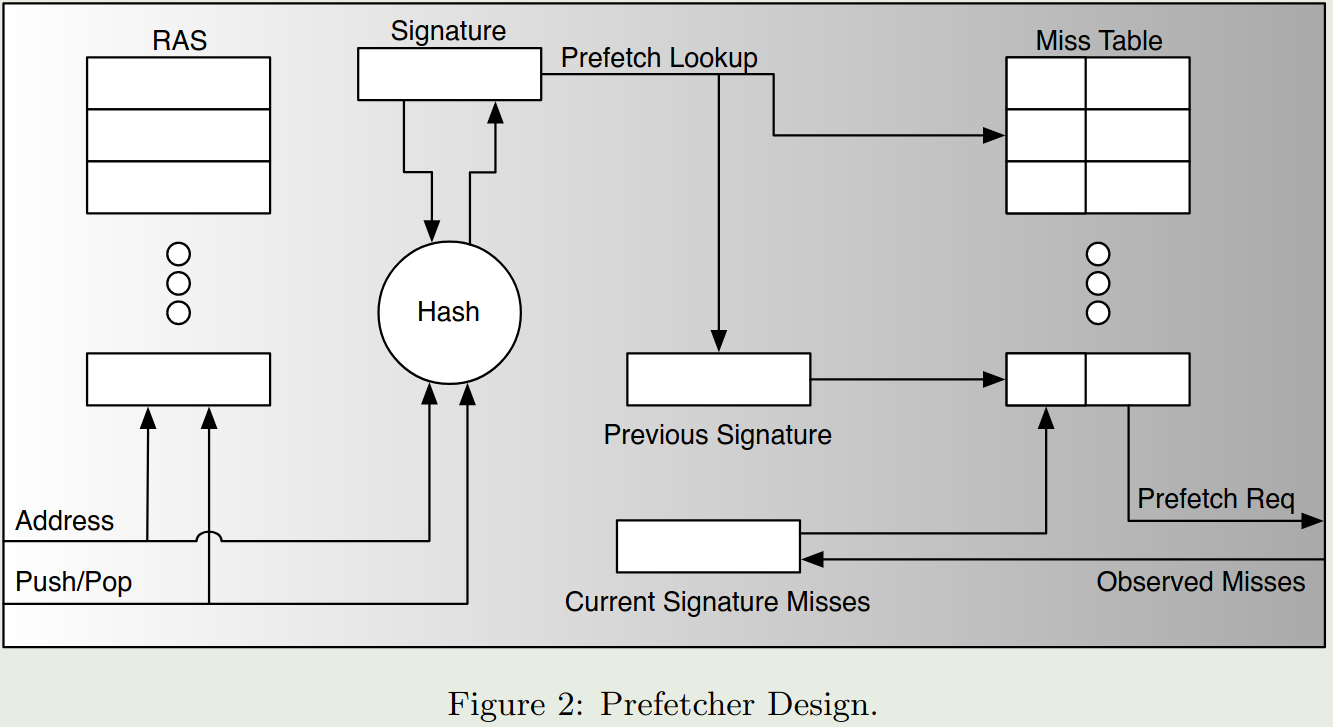 RAS
Signature
Prefetch Lookup
Miss Table
Hash
Previous Signature
Address
Prefetch Req
Push/Pop
Observed Misses
Current Signature Misses
Figure 2: Prefetcher Design.